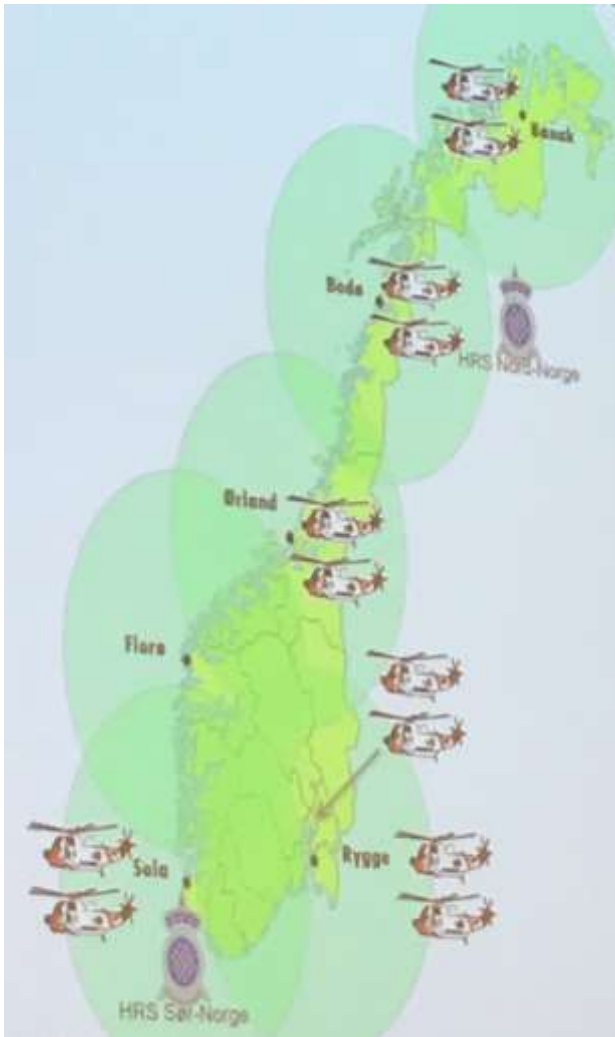 Banak
Bodø
HRS Nord-Norge
Ørland
Florø
Sola
Rygge
HRS Sør-Norge